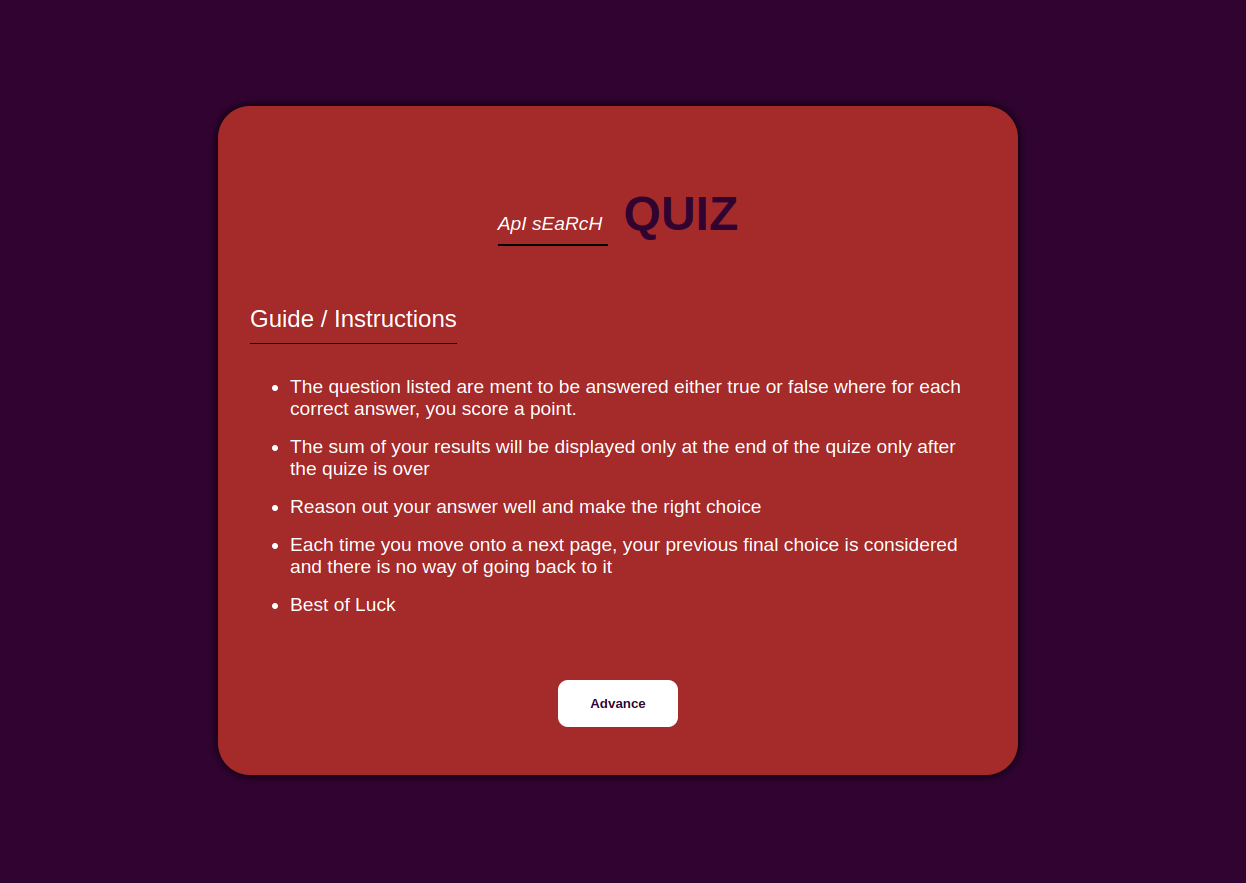 ApI sEaRcH QUIZ
Guide / Instructions
The question listed are ment to be answered either true or false where for each
correct answer, you score a point.
The sum of your results will be displayed only at the end of the quize only after
the quize is over
Reason out your answer well and make the right choice
Each time you move onto a next page, your previous final choice is considered
and there is no way of going back to it
Best of Luck
Advance